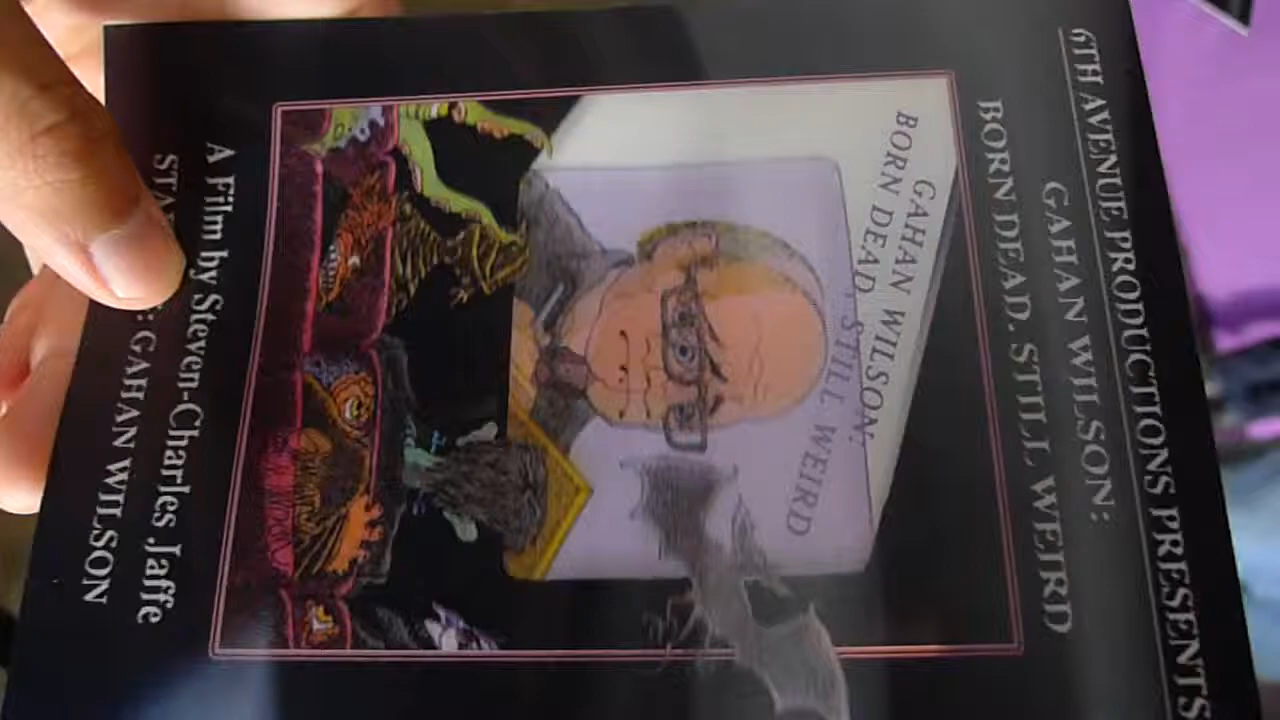 6TH AVENUE PRODUCTIONS PRESENTS
GAHAN WILSON:
BORN DEAD. STILL WEIRD
GAHAN WILSON:
BORN DEAD, STILL WEIRD
A Film by Steven-Charles Jaffe
: GAHAN WILSON